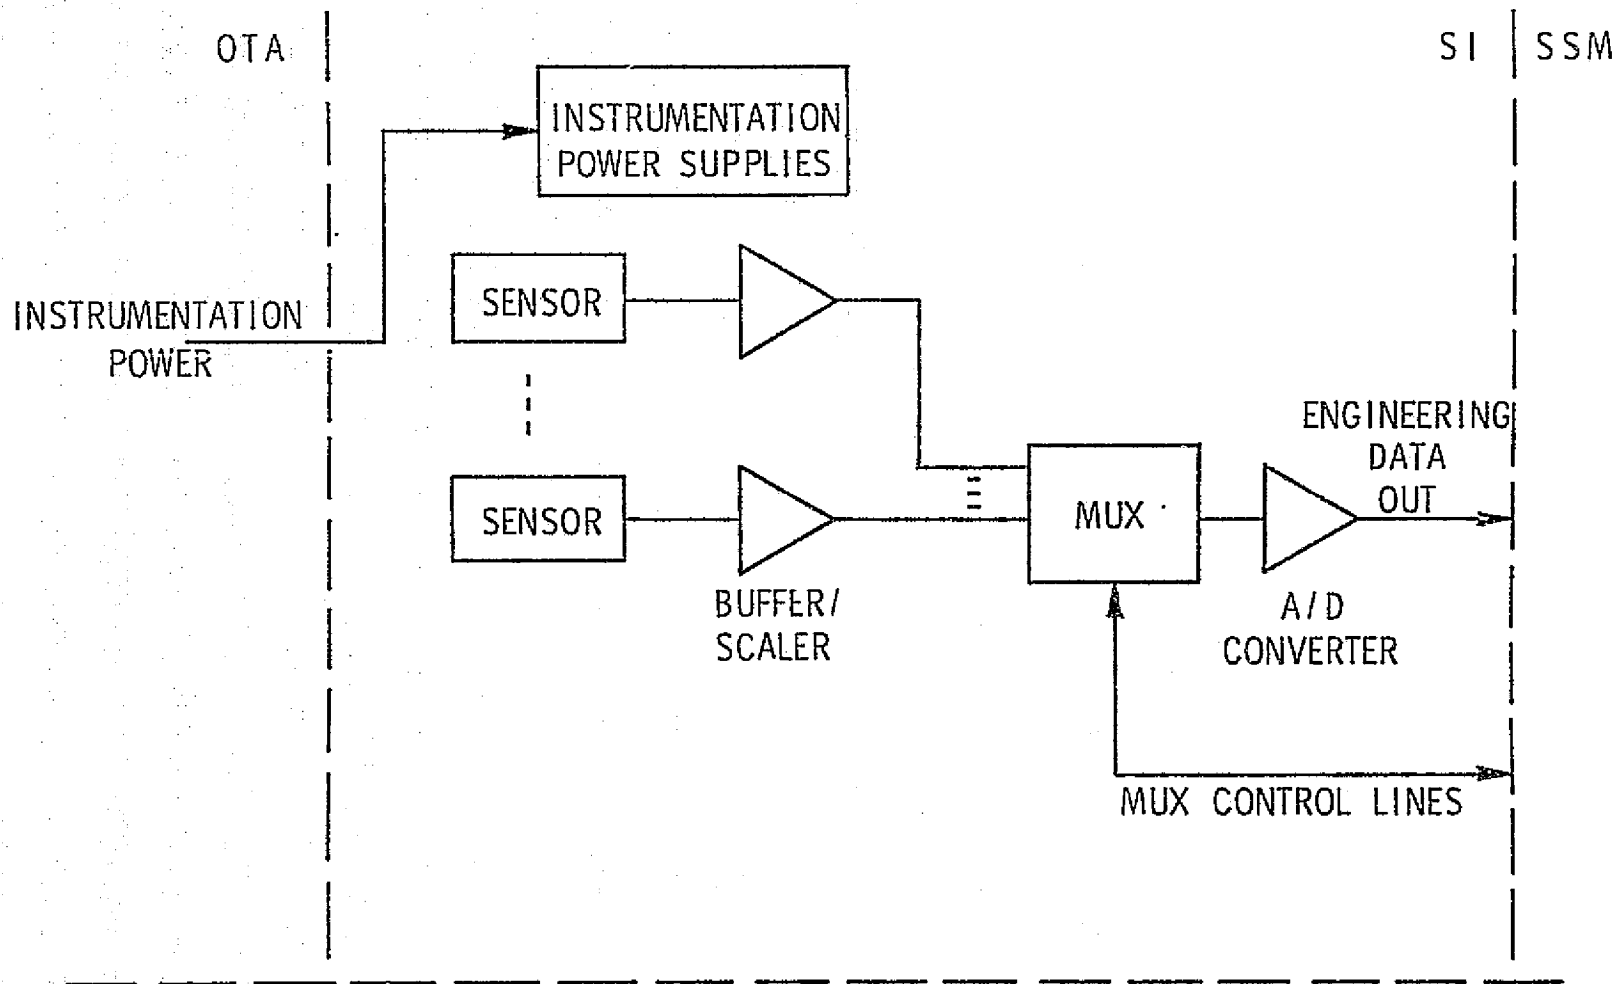 OTA
SI
SSM
INSTRUMENTATION
POWER SUPPLIES
SENSOR
INSTRUMENTATION
POWER
SENSOR
BUFFER/
SCALER
MUX
ENGINEERING
DATA
OUT
A/D
CONVERTER
MUX CONTROL LINES